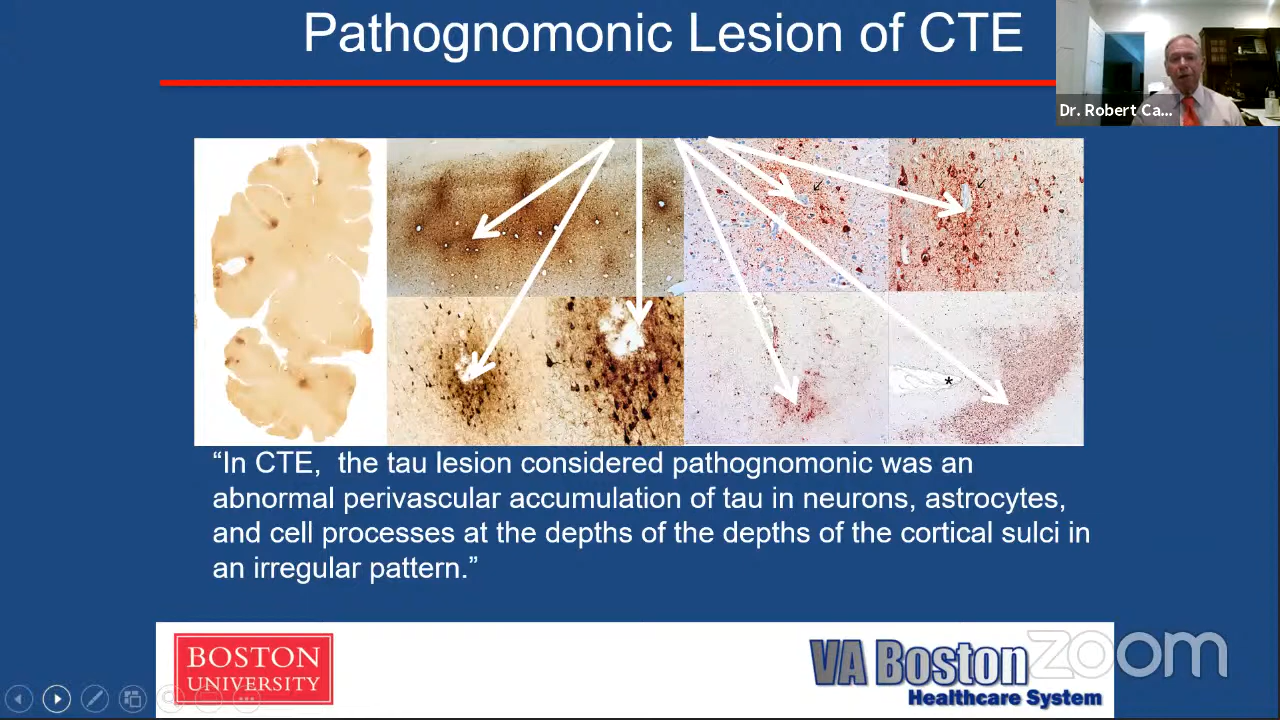 Pathognomonic Lesion of CTE
Dr. Robert Ca...
*
“In CTE,  the tau lesion considered pathognomonic was an
abnormal perivascular accumulation of tau in neurons, astrocytes,
and cell processes at the depths of the depths of the cortical sulci in
an irregular pattern.”
BOSTON
UNIVERSITY
VA Boston
Healthcare System
zoom